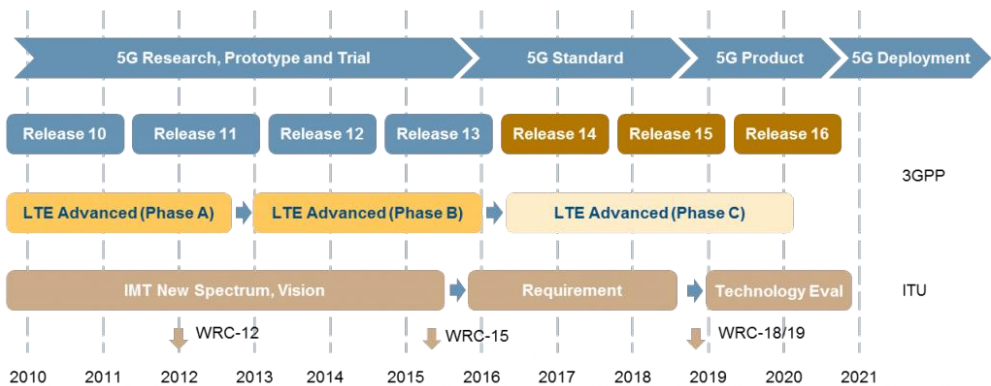 5G Research, Prototype and Trial
5G Standard
5G Product
5G Deployment
Release 10
Release 11
Release 12
Release 13
Release 14
Release 15
Release 16
3GPP
LTE Advanced (Phase A)
LTE Advanced (Phase B)
LTE Advanced (Phase C)
IMT New Spectrum, Vision
Requirement
Technology Eval
ITU
WRC-12
WRC-15
WRC-18/19
2010 2011 2012 2013 2014 2015 2016 2017 2018 2019 2020 2021